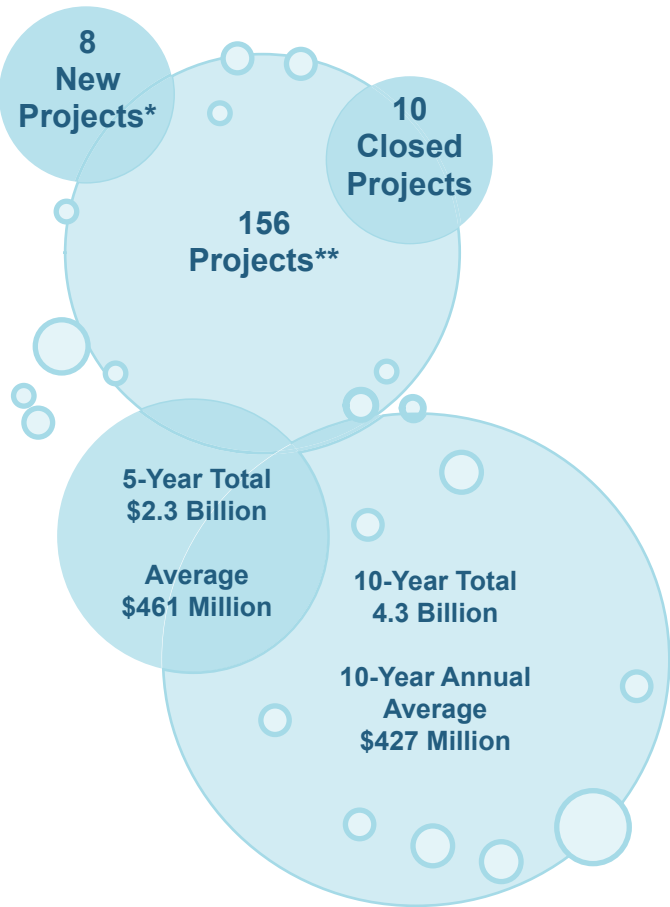 8
New
Projects*
10
Closed
Projects
156
Projects**
5-Year Total
$2.3 Billion
Average
$461 Million
10-Year Total
4.3 Billion
10-Year Annual
Average
$427 Million